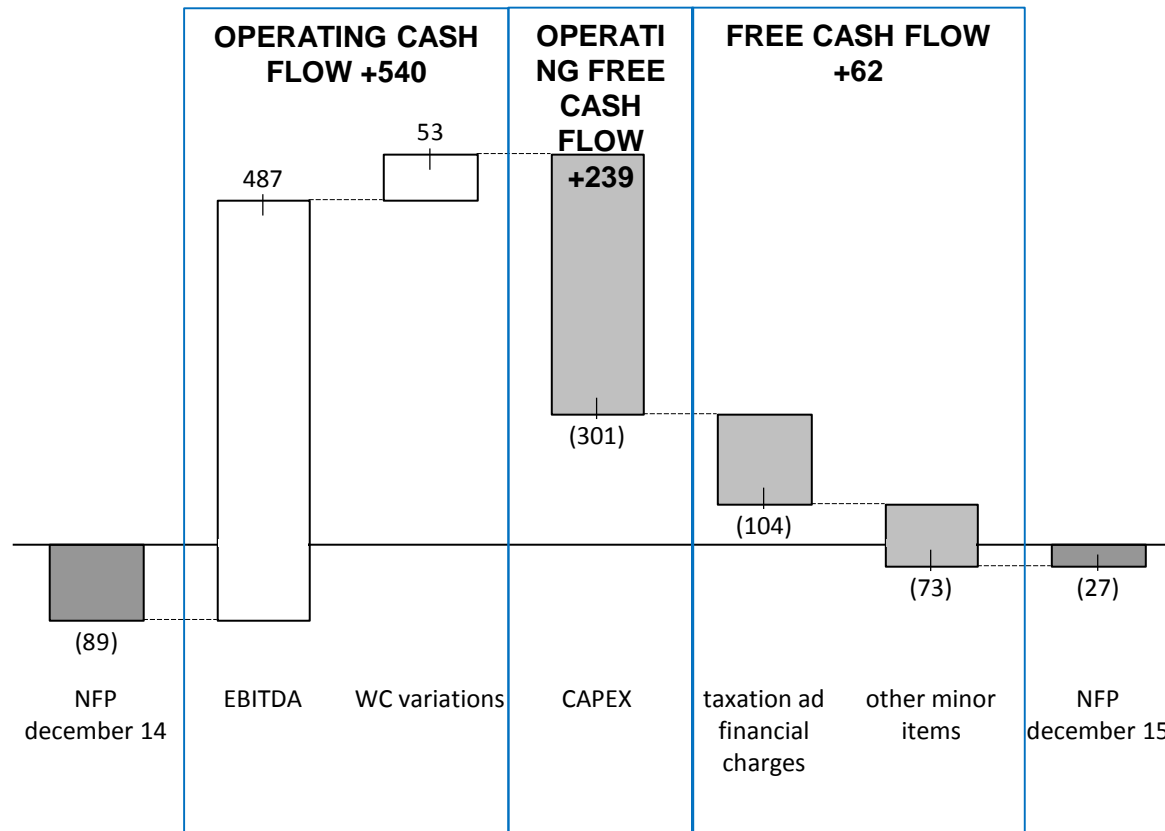 OPERATING CASH
FLOW +540
OPERATI
NG FREE
CASH
FLOW
+239
FREE CASH FLOW
+62
53
487
(301)
(104)
(73)
(27)
(89)
NFP
december 14
EBITDA
WC variations
CAPEX
taxation ad
financial
charges
other minor
items
NFP
december 15